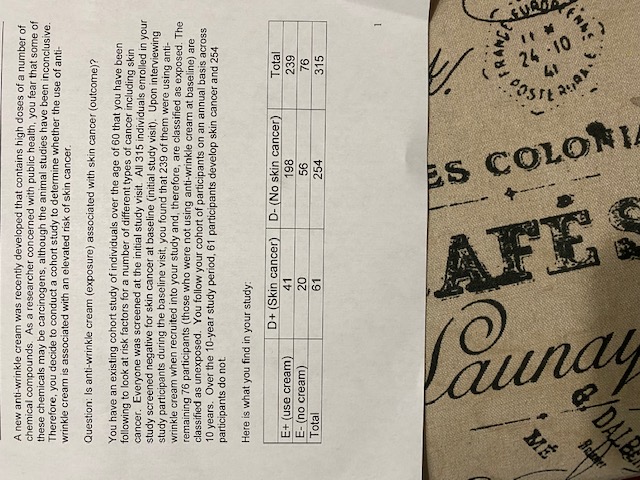 A new anti-wrinkle cream was recently developed that contains high doses of a number of
chemical compounds. As a researcher concerned with public health, you fear that some of
these chemicals may be carcinogens, although the animal studies have been inconclusive.
Therefore, you decide to conduct a cohort study to determine whether the use of anti-
wrinkle cream is associated with an elevated risk of skin cancer.
Question: Is anti-wrinkle cream (exposure) associated with skin cancer (outcome)?
You have an existing cohort study of individuals over the age of 60 that you have been
following to look at risk factors for a number of different types of cancer including skin
cancer. Everyone was screened at the initial study visit. All 315 individuals enrolled in your
study screened negative for skin cancer at baseline (initial study visit). Upon interviewing
study participants during the baseline visit, you found that 239 of them were using anti-
wrinkle cream when recruited into your study and, therefore, are classified as exposed. The
remaining 76 participants (those who were not using anti-wrinkle cream at baseline) are
classified as unexposed. You follow your cohort of participants on an annual basis across
10 years. Over the 10-year study period, 61 participants develop skin cancer and 254
participants do not.
Here is what you find in your study:
D+ (Skin cancer) D- (No skin cancer) Total
E+ (use cream) 41 198 239
E- (no cream) 20 56 76
Total 61 254 315
1
FRANCE EUROPEENNE
11 *
24 · 10
41
POSTE
ES COLONIA
AFÉS
Launay
&
ME